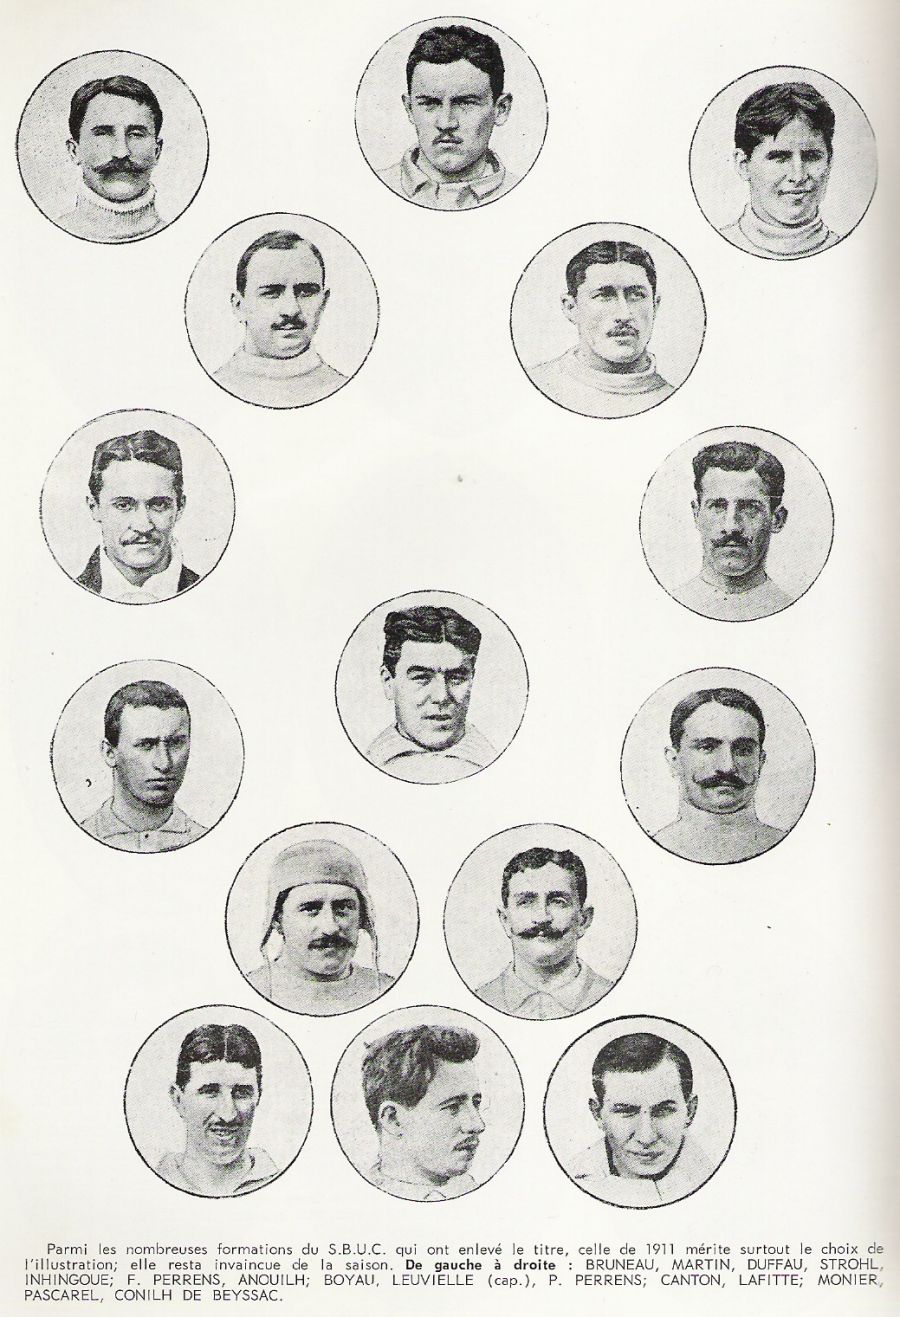 Parmi les nombreuses formations du S.B.U.C. qui ont enlevé le titre, celle de 1911 mérite surtout le choix de
l'illustration; elle resta invaincue de la saison. De gauche à droite : BRUNEAU, MARTIN, DUFFAU, STROHL,
INHINGOUE; F. PERRENS, ANOUILH; BOYAU, LEUVIELLE (cap.), P. PERRENS; CANTON, LAFITTE; MONIER,
PASCAREL, CONILH DE BEYSSAC.